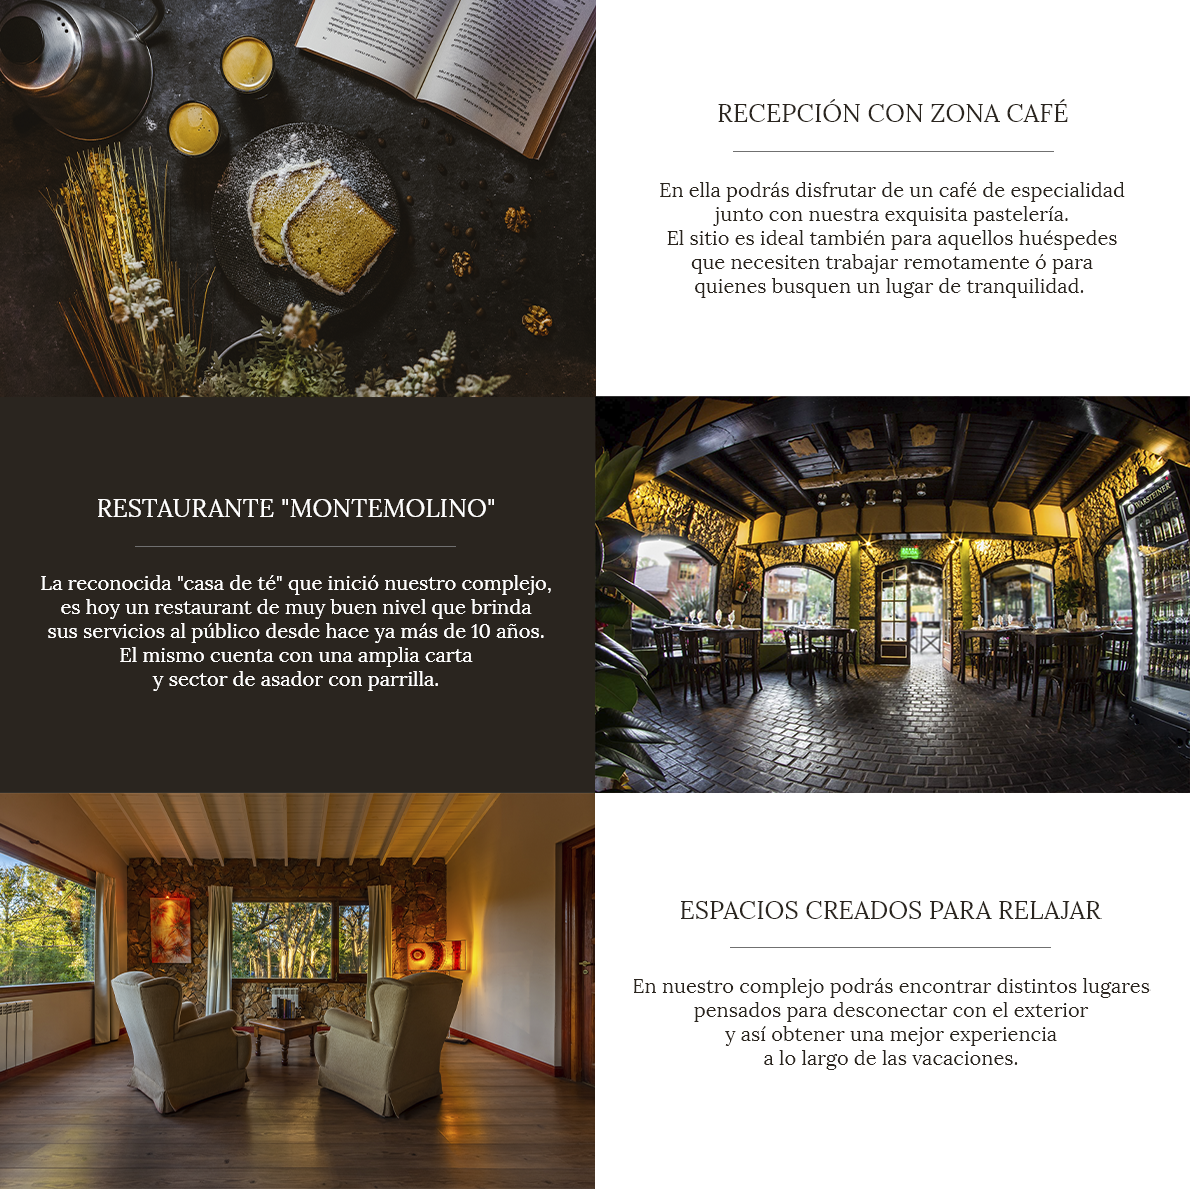 RECEPCIÓN CON ZONA CAFÉ
En ella podrás disfrutar de un café de especialidad
junto con nuestra exquisita pastelería.
El sitio es ideal también para aquellos huéspedes
que necesiten trabajar remotamente ó para
quienes busquen un lugar de tranquilidad.
RESTAURANTE "MONTEMOLINO"
La reconocida "casa de té" que inició nuestro complejo,
es hoy un restaurant de muy buen nivel que brinda
sus servicios al público desde hace ya más de 10 años.
El mismo cuenta con una amplia carta
y sector de asador con parrilla.
WARSTEINER
ESPACIOS CREADOS PARA RELAJAR
En nuestro complejo podrás encontrar distintos lugares
pensados para desconectar con el exterior
y así obtener una mejor experiencia
a lo largo de las vacaciones.